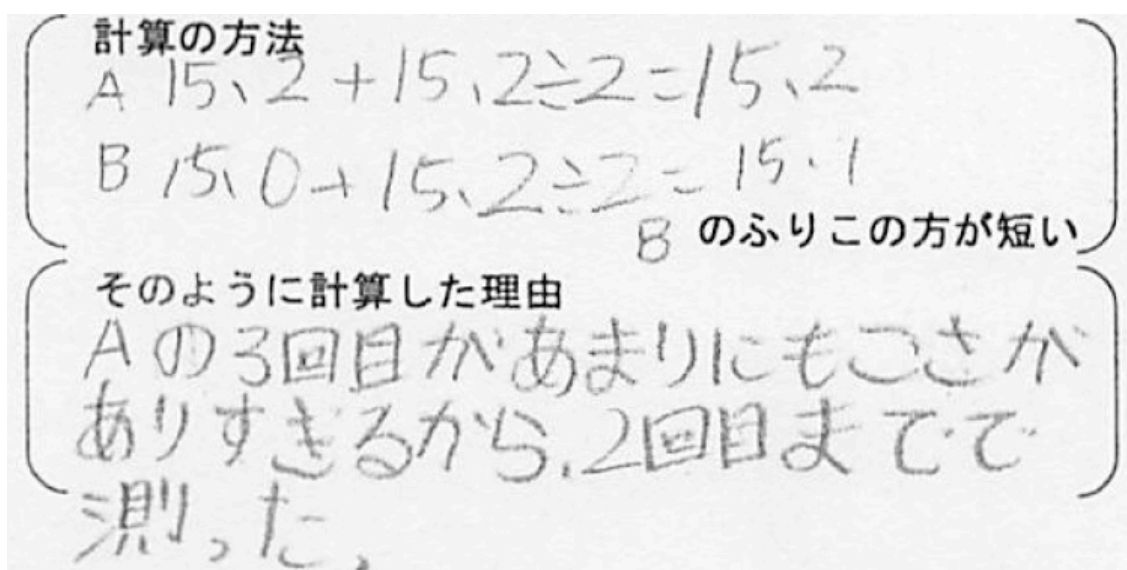 計算の方法
A 15、2+15、2÷2=15、2
B 15、0+15、2÷2=15.1
B のふりこの方が短い
そのように計算した理由
Aの3回目があまりにもごさが
ありすぎるから、2回目までで
測った。